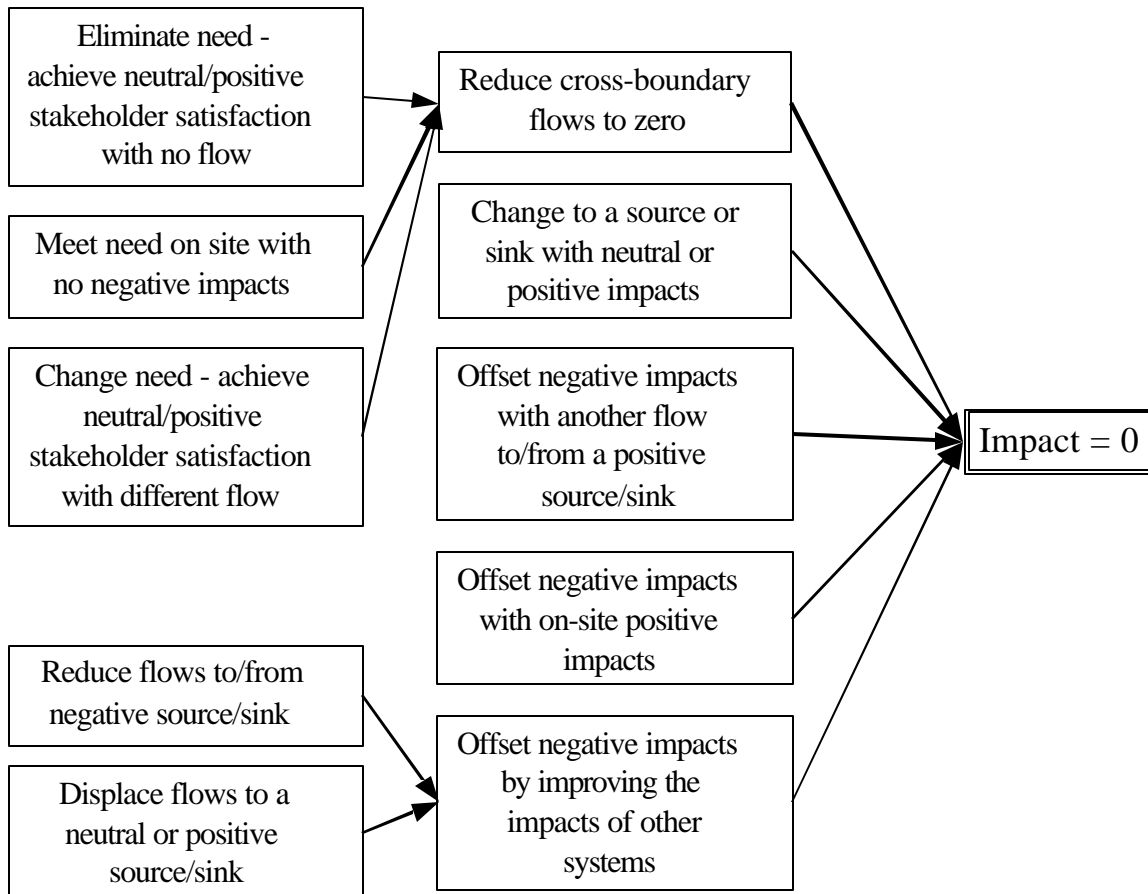 Eliminate need -
achieve neutral/positive
stakeholder satisfaction
with no flow
Meet need on site with
no negative impacts
Change need - achieve
neutral/positive
stakeholder satisfaction
with different flow
Reduce flows to/from
negative source/sink
Displace flows to a
neutral or positive
source/sink
Reduce cross-boundary
flows to zero
Change to a source or
sink with neutral or
positive impacts
Offset negative impacts
with another flow
to/from a positive
source/sink
Offset negative impacts
with on-site positive
impacts
Offset negative impacts
by improving the
impacts of other
systems
Impact = 0